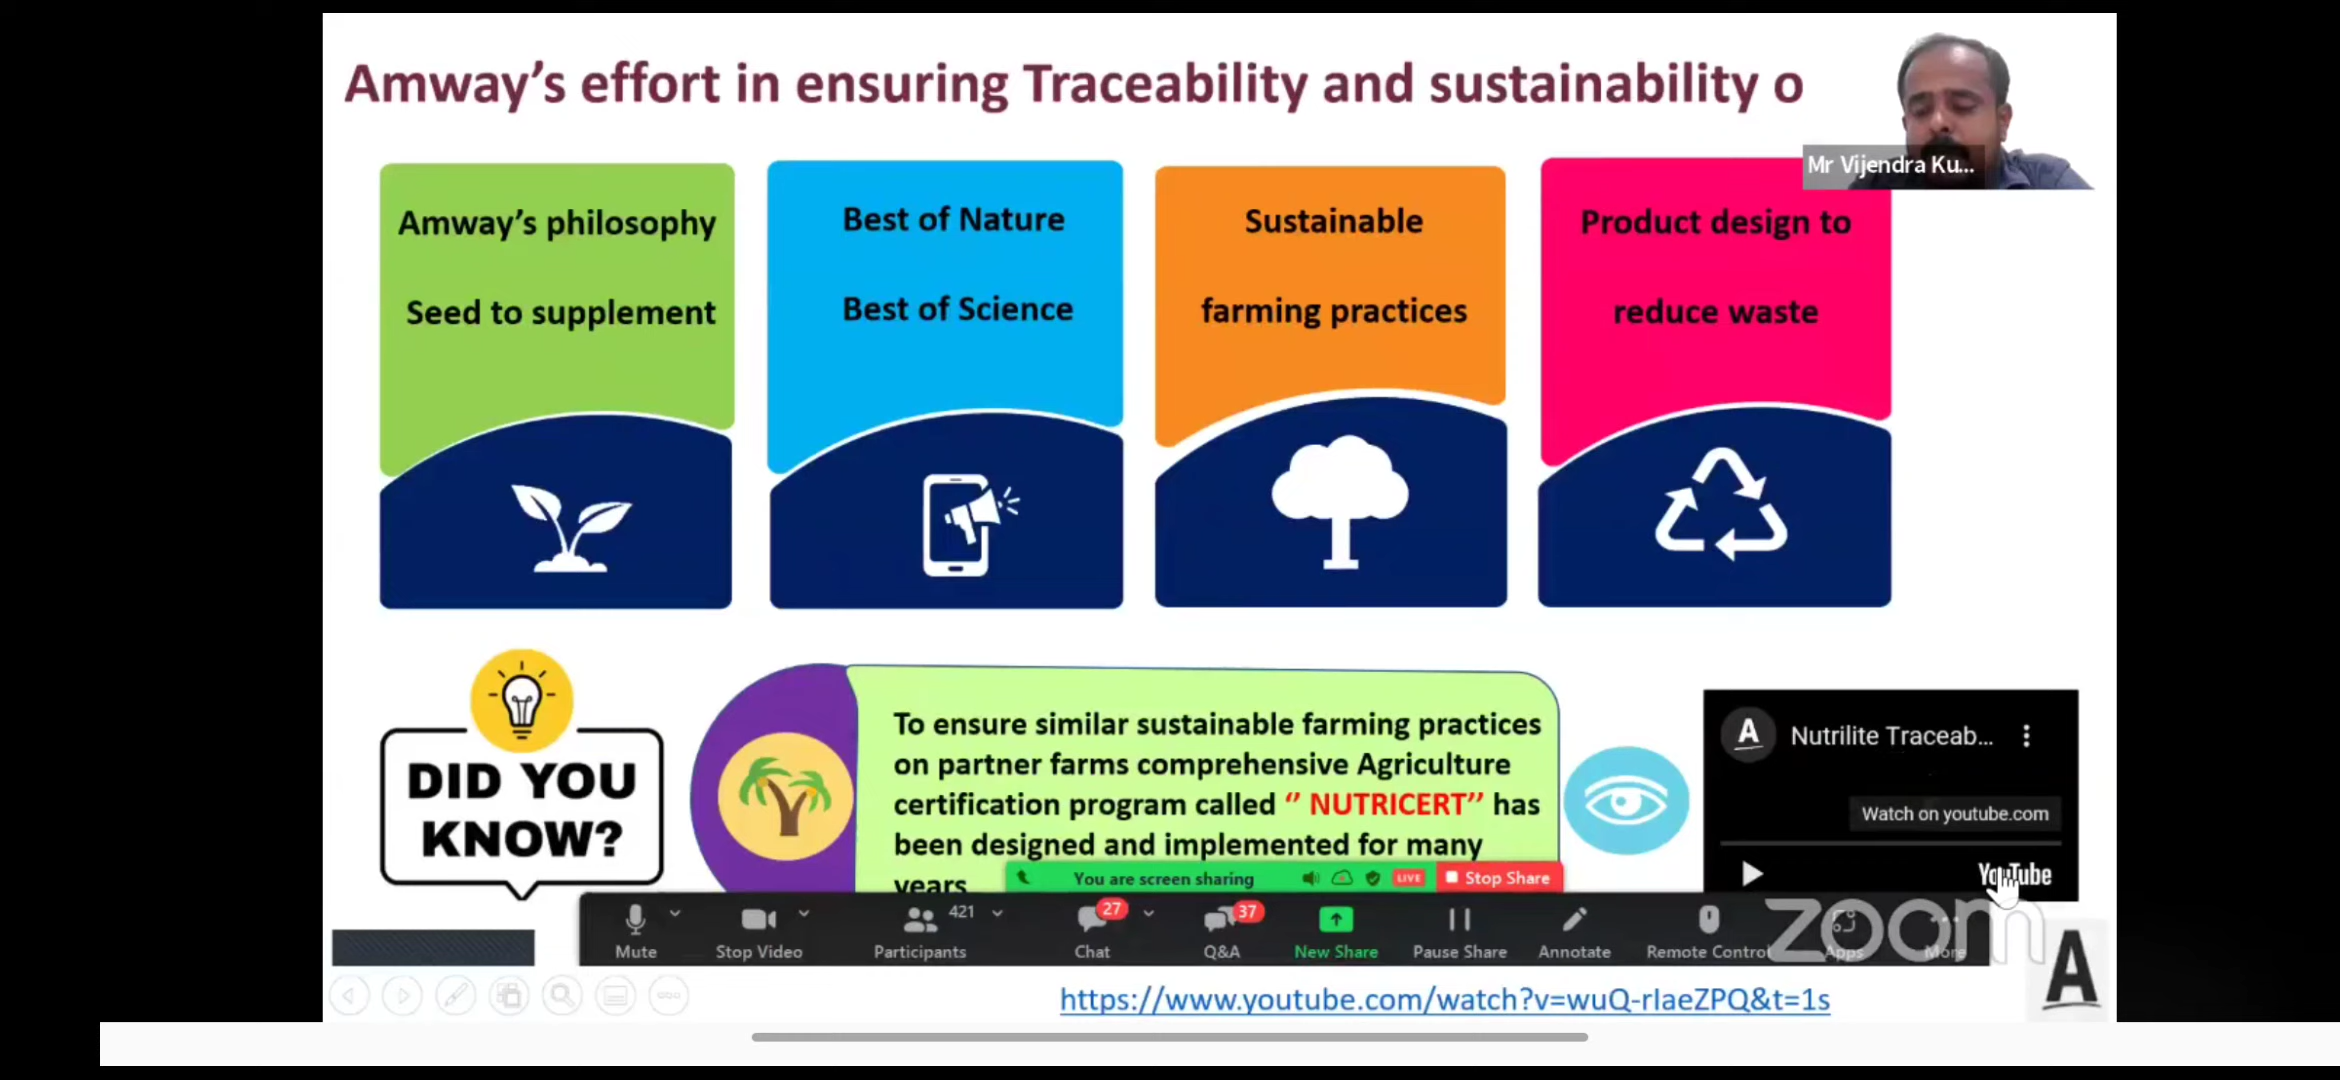 Amway’s effort in ensuring Traceability and sustainability o
Mr Vijendra Ku...
Amway’s philosophy
Seed to supplement
Best of Nature
Best of Science
Sustainable
farming practices
Product design to
reduce waste
DID YOU
KNOW?
To ensure similar sustainable farming practices
on partner farms comprehensive Agriculture
certification program called ‘’ NUTRICERT’’ has
been designed and implemented for many
years
A
Nutrilite Traceab...
Watch on youtube.com
YouTube
You are screen sharing
LIVE
Stop Share
421
27
37
Mute
Stop Video
Participants
Chat
Q&A
New Share
Pause Share
Annotate
Remote Control
Apps
More
zoom
https://www.youtube.com/watch?v=wuQ-rIaeZPQ&t=1s
A